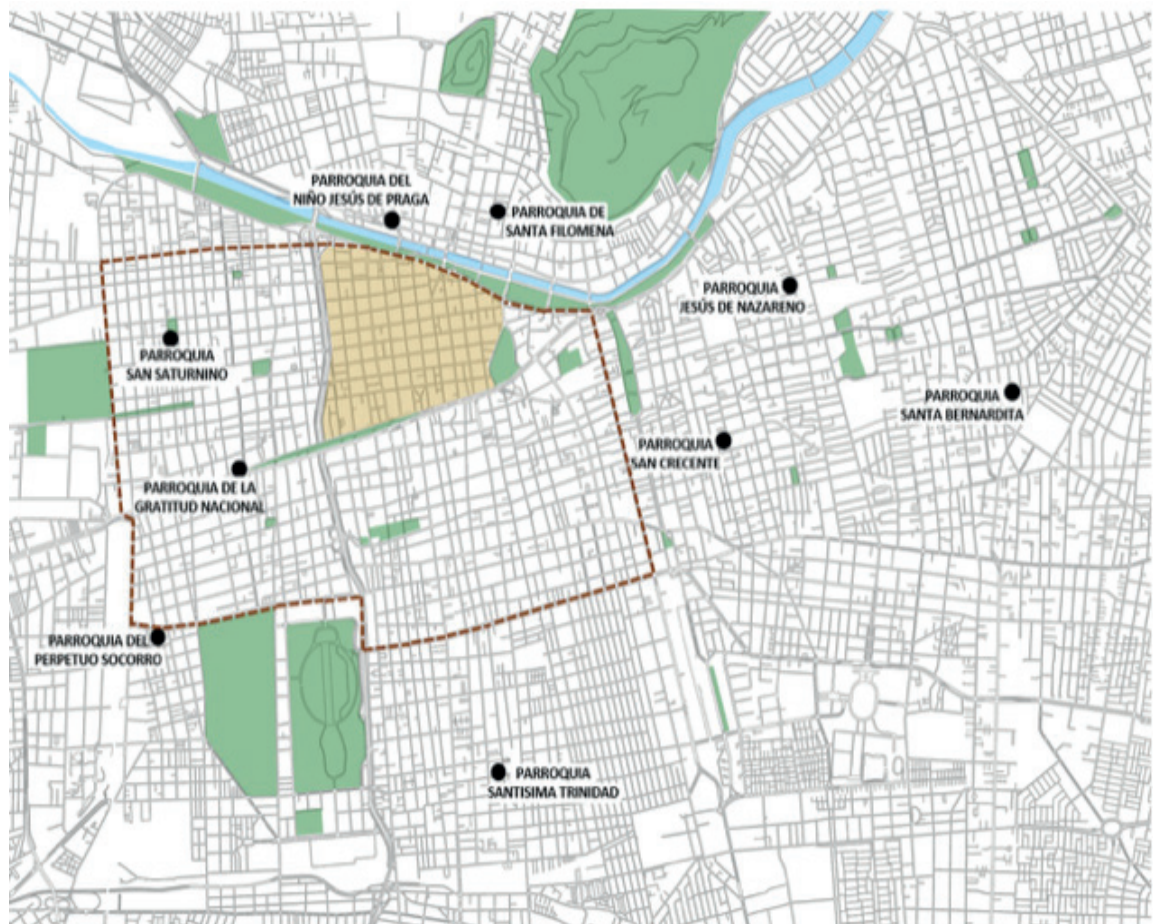 PARROQUIA DEL
NIÑO JESÚS DE PRAGA
PARROQUIA DE
SANTA FILOMENA
PARROQUIA
JESÚS DE NAZARENO
PARROQUIA
SAN SATURNINO
PARROQUIA
SANTA BERNARDITA
PARROQUIA
SAN CRECENTE
PARROQUIA DE LA
GRATITUD NACIONAL
PARROQUIA DEL
PERPETUO SOCORRO
PARROQUIA
SANTISIMA TRINIDAD